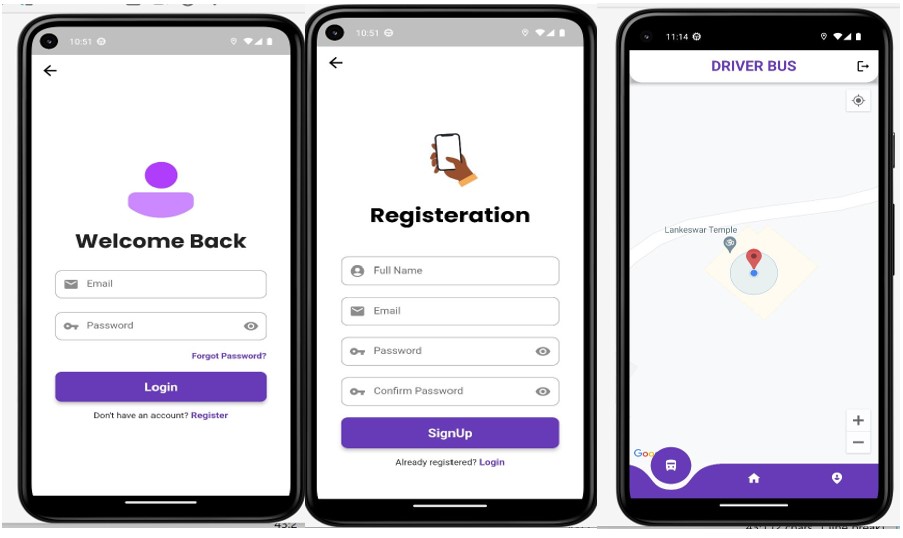 10:51
Welcome Back
Email
Password
Forgot Password?
Login
Don't have an account? Register
10:51
Registeration
Full Name
Email
Password
Confirm Password
SignUp
Already registered? Login
11:14
DRIVER BUS
Lankeswar Temple
+
−